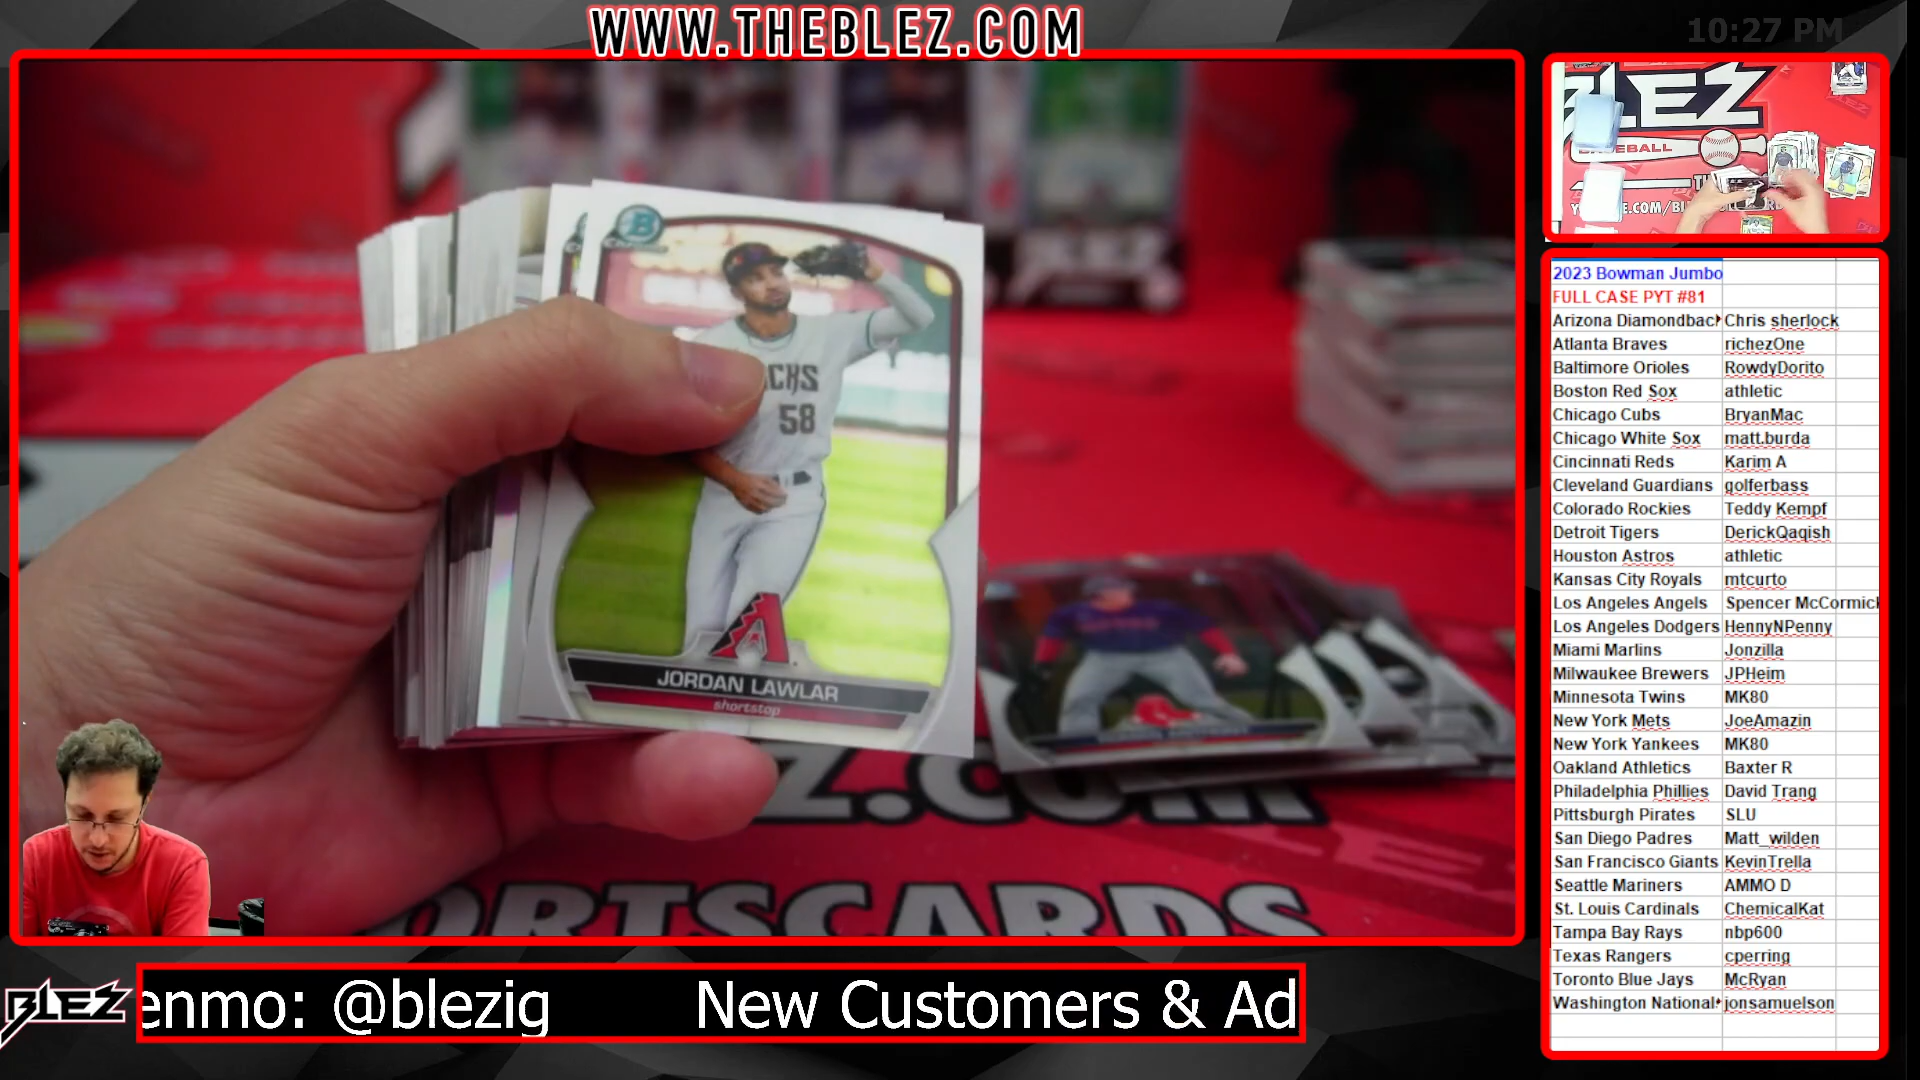 WWW.THEBLEZ.COM
10:27 PM
CKS
58
JORDAN LAWLAR
shortstop
Z.COM
ORTSCARDS
BLEZ
2023 Bowman Jumbo
FULL CASE PYT #81
Arizona Diamondbac Chris sherlock
Atlanta Braves richezOne
Baltimore Orioles RowdyDorito
Boston Red Sox athletic
Chicago Cubs BryanMac
Chicago White Sox matt.burda
Cincinnati Reds Karim A
Cleveland Guardians golferbass
Colorado Rockies Teddy Kempf
Detroit Tigers DerickQaqish
Houston Astros athletic
Kansas City Royals mtcurto
Los Angeles Angels Spencer McCormick
Los Angeles Dodgers HennyNPenny
Miami Marlins Jonzilla
Milwaukee Brewers JPHeim
Minnesota Twins MK80
New York Mets JoeAmazin
New York Yankees MK80
Oakland Athletics Baxter R
Philadelphia Phillies David Trang
Pittsburgh Pirates SLU
San Diego Padres Matt_wilden
San Francisco Giants KevinTrella
Seattle Mariners AMMO D
St. Louis Cardinals ChemicalKat
Tampa Bay Rays nbp600
Texas Rangers cperring
Toronto Blue Jays McRyan
Washington National jonsamuelson
BLEZ
enmo: @blezig New Customers & Ad